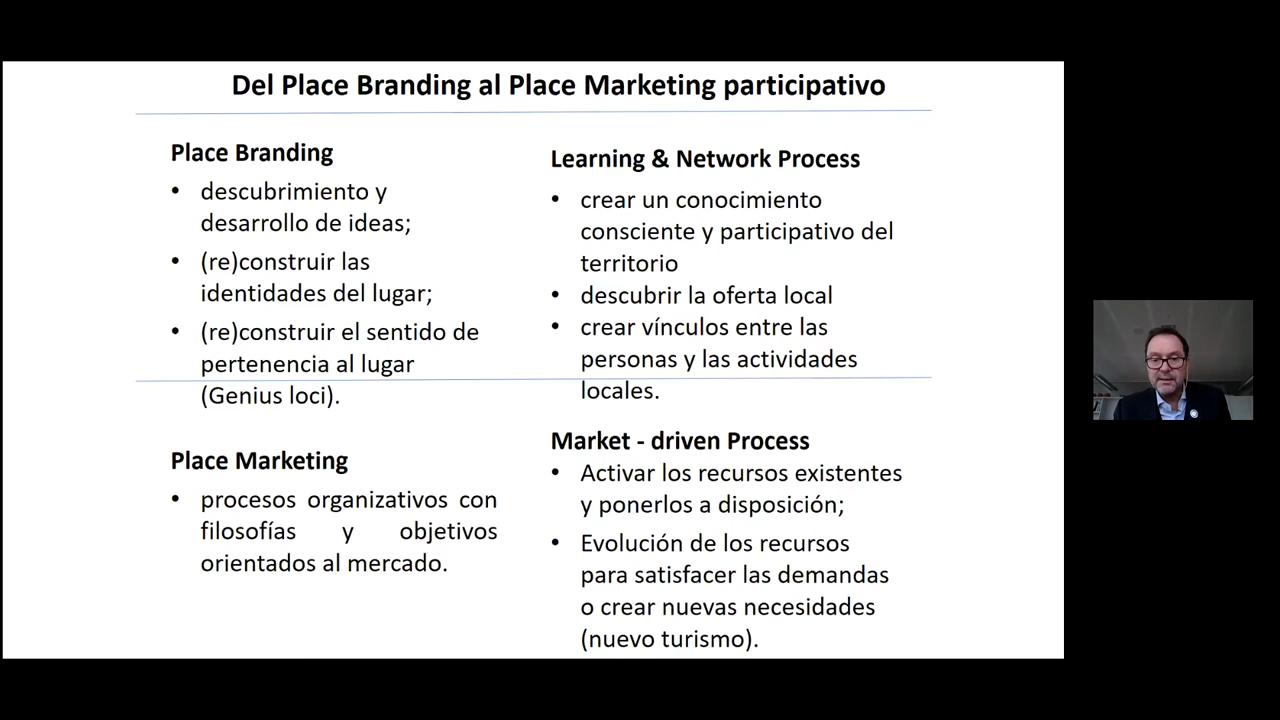 Del Place Branding al Place Marketing participativo
Place Branding
• descubrimiento y
desarrollo de ideas;
• (re)construir las
identidades del lugar;
• (re)construir el sentido de
pertenencia al lugar
(Genius loci).
Learning & Network Process
• crear un conocimiento
consciente y participativo del
territorio
• descubrir la oferta local
• crear vínculos entre las
personas y las actividades
locales.
Place Marketing
• procesos organizativos con
filosofías y objetivos
orientados al mercado.
Market - driven Process
• Activar los recursos existentes
y ponerlos a disposición;
• Evolución de los recursos
para satisfacer las demandas
o crear nuevas necesidades
(nuevo turismo).